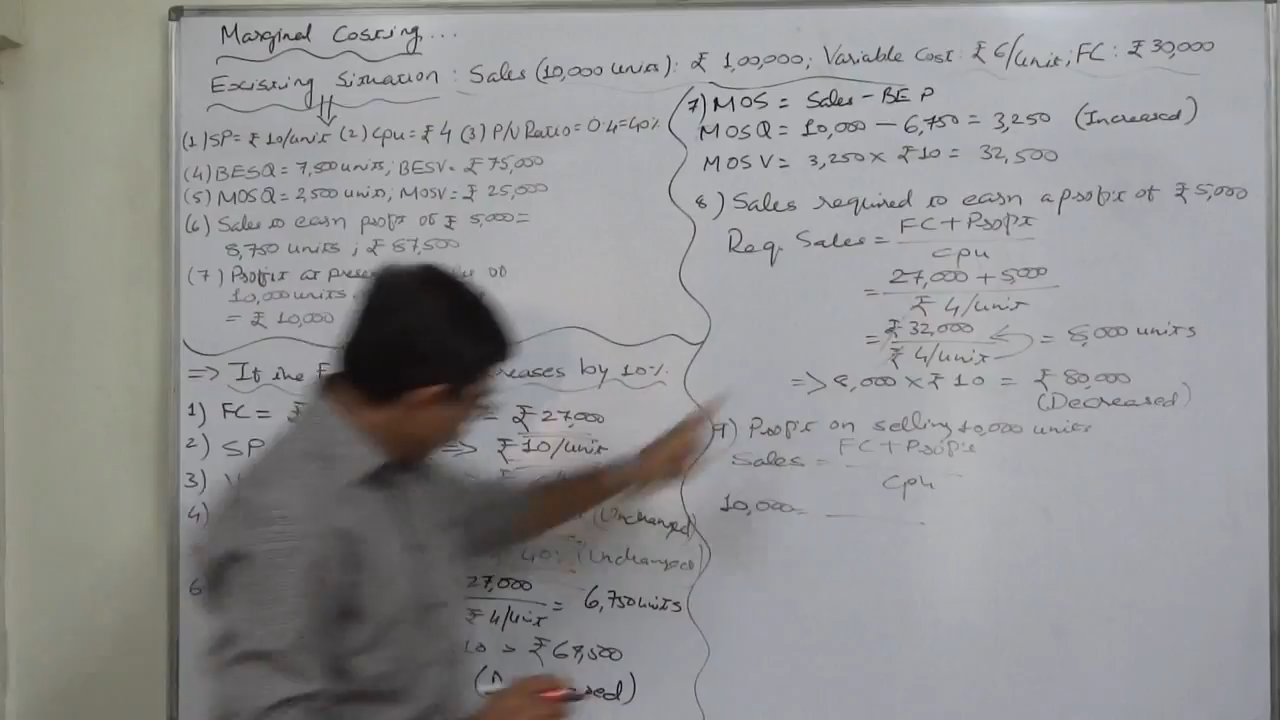 Marginal Costing...
Existing Situation : Sales (10,000 units): ₹ 1,00,000; Variable Cost: ₹ 6/unit; FC: ₹ 30,000
(1) SP= ₹ 10/unit (2) Cpu= ₹ 4 (3) P/V Ratio= 0.4=40%
(4) BESQ= 7,500 units; BESV= ₹ 75,000
(5) MOSQ= 2,500 units; MOSV= ₹ 25,000
(6) Sales to earn profit of ₹ 5,000=
8,750 units ; ₹ 87,500
(7) Profit at
10,000 units
= ₹ 10,000
=> If the by 10%.
1) FC= = ₹ 27,000
2) SP => ₹ 10/unit
3)
4) (Unchanged)
(Unchanged)
6 27,000
₹ 4/unit = 6,750 units
(7) MOS = Sales - BEP
MOSQ = 10,000 - 6,750 = 3,250 (Increased)
MOSV = 3,250 x ₹10 = 32,500
8) Sales required to earn a profit of ₹ 5,000
Req. Sales = FC + Profit
Cpu
= 27,000 + 5,000
₹ 4/unit
= ₹ 32,000
₹ 4/unit = 8,000 units
=> 8,000 x ₹ 10 = ₹ 80,000
(Decreased)
9) Profit on selling 10,000 units
Sales = FC + Profit
Cpu
10,000 =